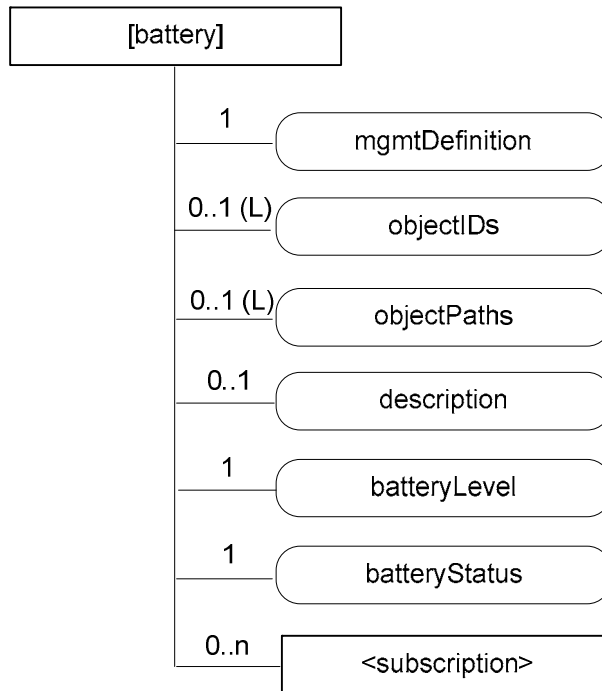 [battery]
1
mgmtDefinition
0..1 (L)
objectIDs
0..1 (L)
objectPaths
0..1
description
1
batteryLevel
1
batteryStatus
0..n
<subscription>